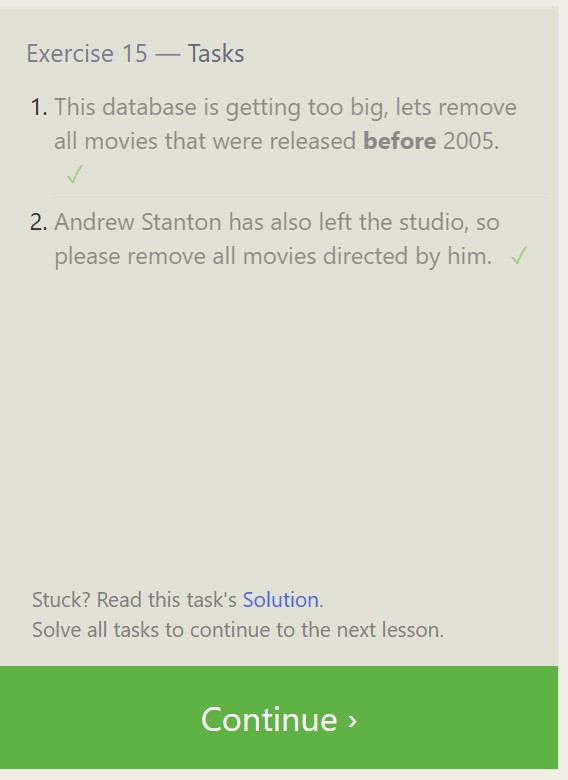 Exercise 15 — Tasks
1. This database is getting too big, lets remove
all movies that were released before 2005.
✓
2. Andrew Stanton has also left the studio, so
please remove all movies directed by him. ✓
Stuck? Read this task's Solution.
Solve all tasks to continue to the next lesson.
Continue ›